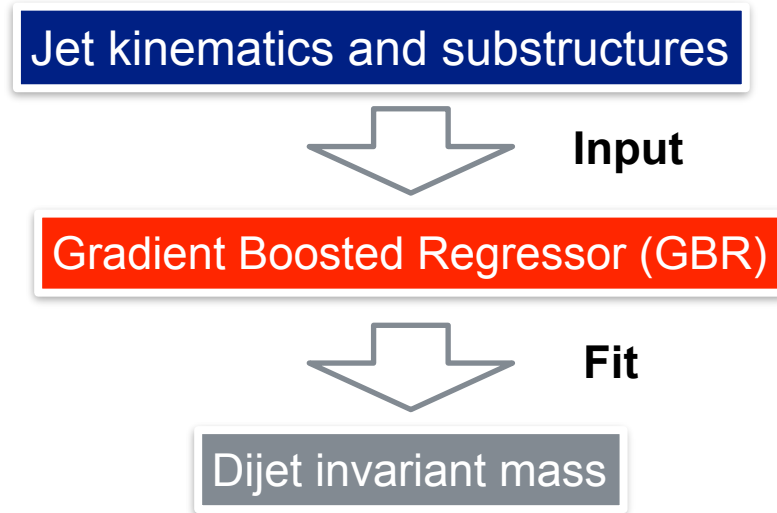 Jet kinematics and substructures
Input
Gradient Boosted Regressor (GBR)
Fit
Dijet invariant mass